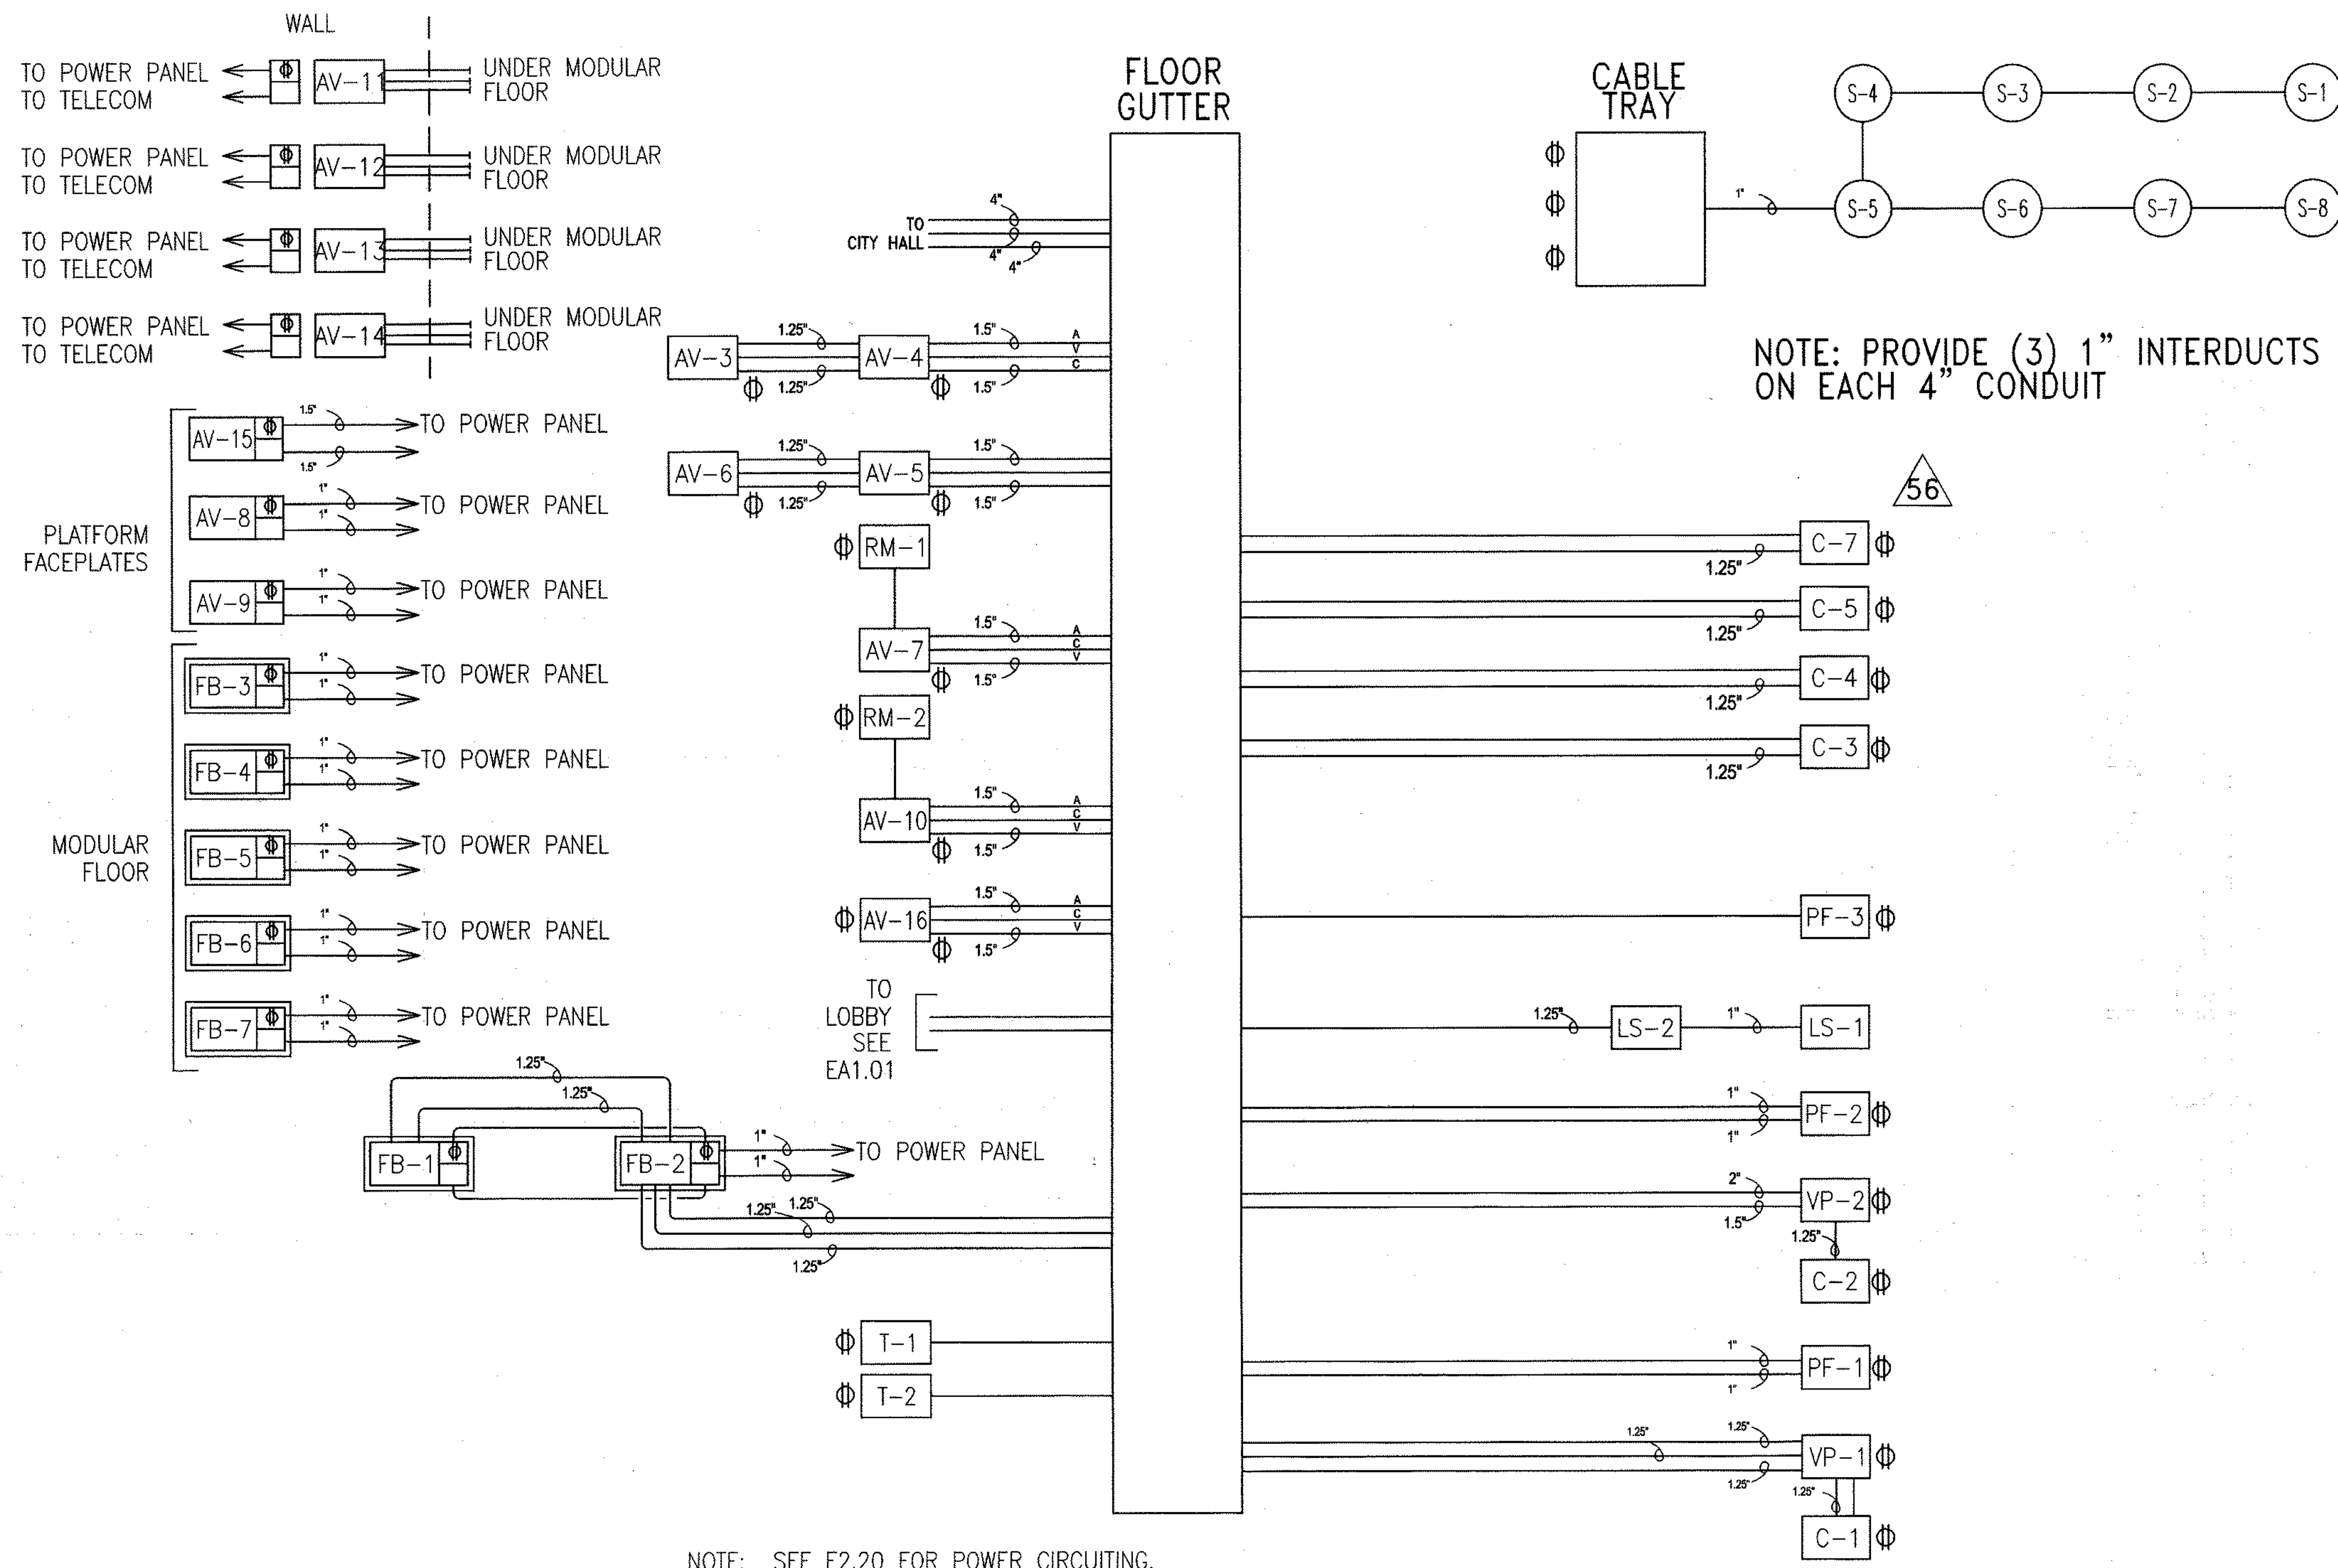 WALL
TO POWER PANEL
TO TELECOM
AV-11
UNDER MODULAR
FLOOR
TO POWER PANEL
TO TELECOM
AV-12
UNDER MODULAR
FLOOR
TO POWER PANEL
TO TELECOM
AV-13
UNDER MODULAR
FLOOR
TO POWER PANEL
TO TELECOM
AV-14
UNDER MODULAR
FLOOR
PLATFORM
FACEPLATES
AV-15
1.5"
1.5"
TO POWER PANEL
AV-8
1"
1"
TO POWER PANEL
AV-9
1"
1"
TO POWER PANEL
MODULAR
FLOOR
FB-3
1"
1"
TO POWER PANEL
FB-4
1"
1"
TO POWER PANEL
FB-5
1"
1"
TO POWER PANEL
FB-6
1"
1"
TO POWER PANEL
FB-7
1"
1"
TO POWER PANEL
1.25"
1.25"
FB-1
FB-2
1"
1"
TO POWER PANEL
1.25"
1.25"
1.25"
FLOOR
GUTTER
TO
CITY HALL
4"
4"
4"
AV-3
1.25"
1.25"
AV-4
1.5"
1.5"
A
V
C
AV-6
1.25"
1.25"
AV-5
1.5"
1.5"
RM-1
AV-7
1.5"
1.5"
A
C
V
RM-2
AV-10
1.5"
1.5"
A
C
V
AV-16
1.5"
1.5"
A
C
V
TO
LOBBY
SEE
EA1.01
T-1
T-2
CABLE
TRAY
1"
S-4
S-3
S-2
S-1
S-5
S-6
S-7
S-8
NOTE: PROVIDE (3) 1" INTERDUCTS
ON EACH 4" CONDUIT
56
C-7
1.25"
C-5
1.25"
C-4
1.25"
C-3
1.25"
PF-3
1.25"
LS-2
1"
LS-1
1"
1"
PF-2
2"
1.5"
VP-2
1.25"
C-2
1"
1"
PF-1
1.25"
1.25"
1.25"
VP-1
1.25"
C-1
NOTE: SEE E2.20 FOR POWER CIRCUITING.